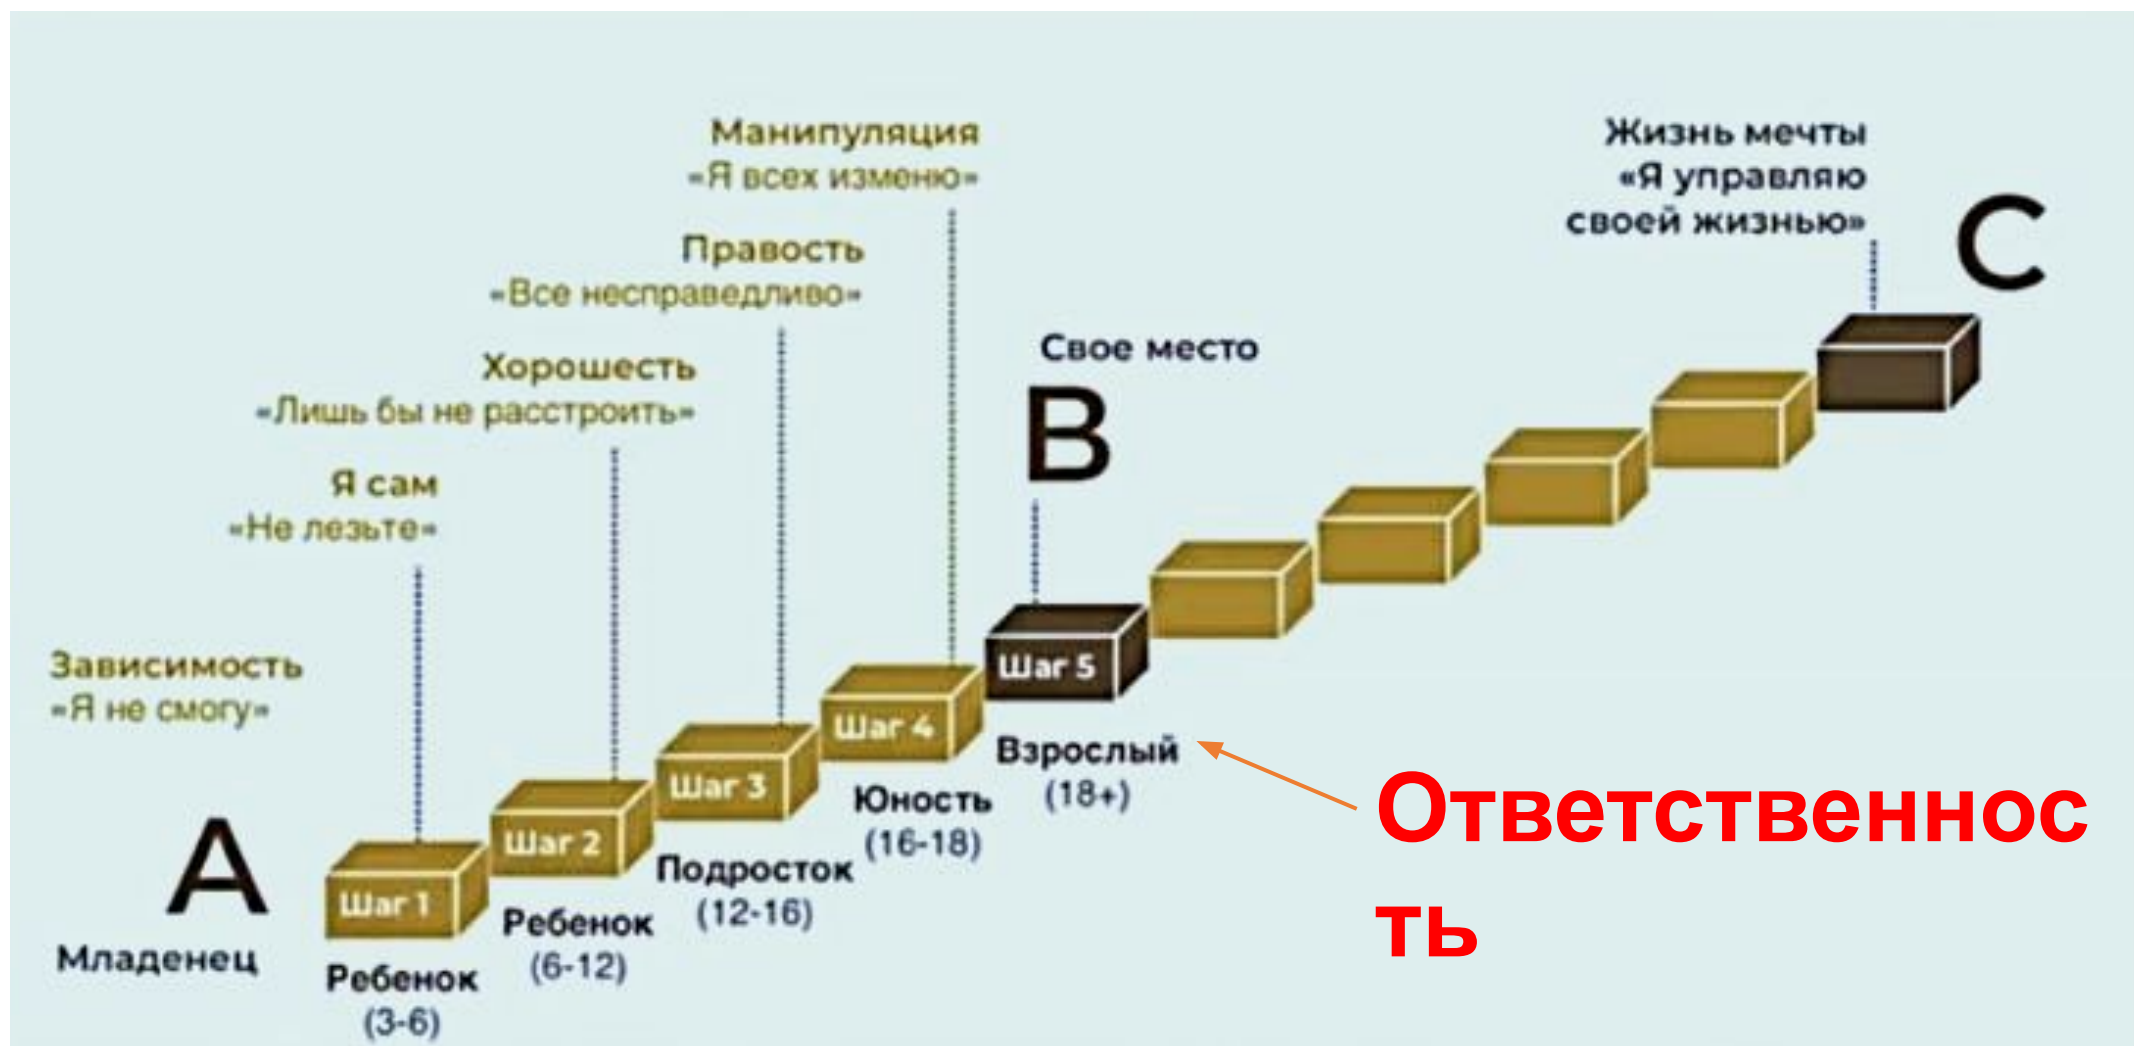 Манипуляция
«Я всех изменю»
Жизнь мечты
«Я управляю
своей жизнью»
C
Правость
«Все несправедливо»
Свое место
B
Хорошесть
«Лишь бы не расстроить»
Я сам
«Не лезьте»
Зависимость
«Я не смогу»
A
Младенец
Шаг 1
Ребенок
(3-6)
Шаг 2
Ребенок
(6-12)
Шаг 3
Подросток
(12-16)
Шаг 4
Юность
(16-18)
Шаг 5
Взрослый
(18+)
Ответственнос
ть